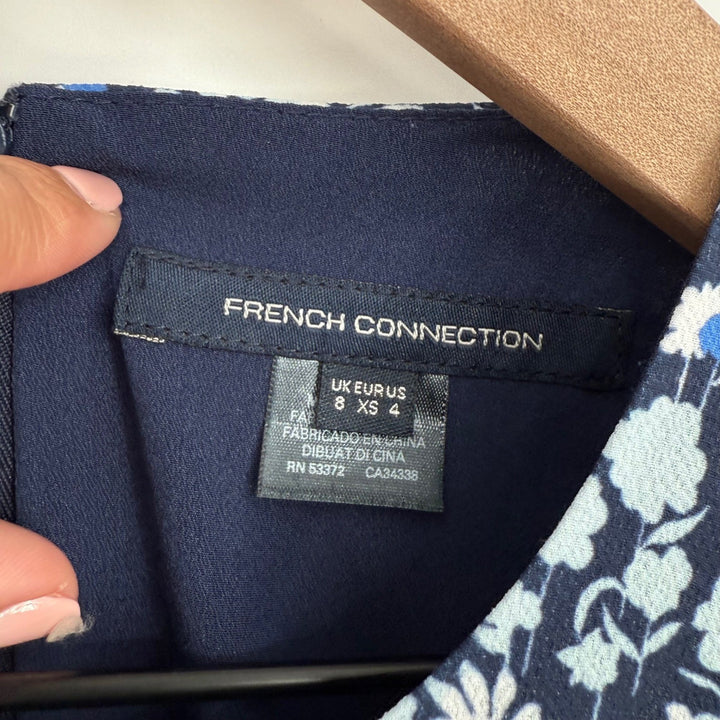 FRENCH CONNECTION
UK EUR US
8 XS 4
FABRICADO EN CHINA
DIBUAT DI CINA
RN 53372 CA34338